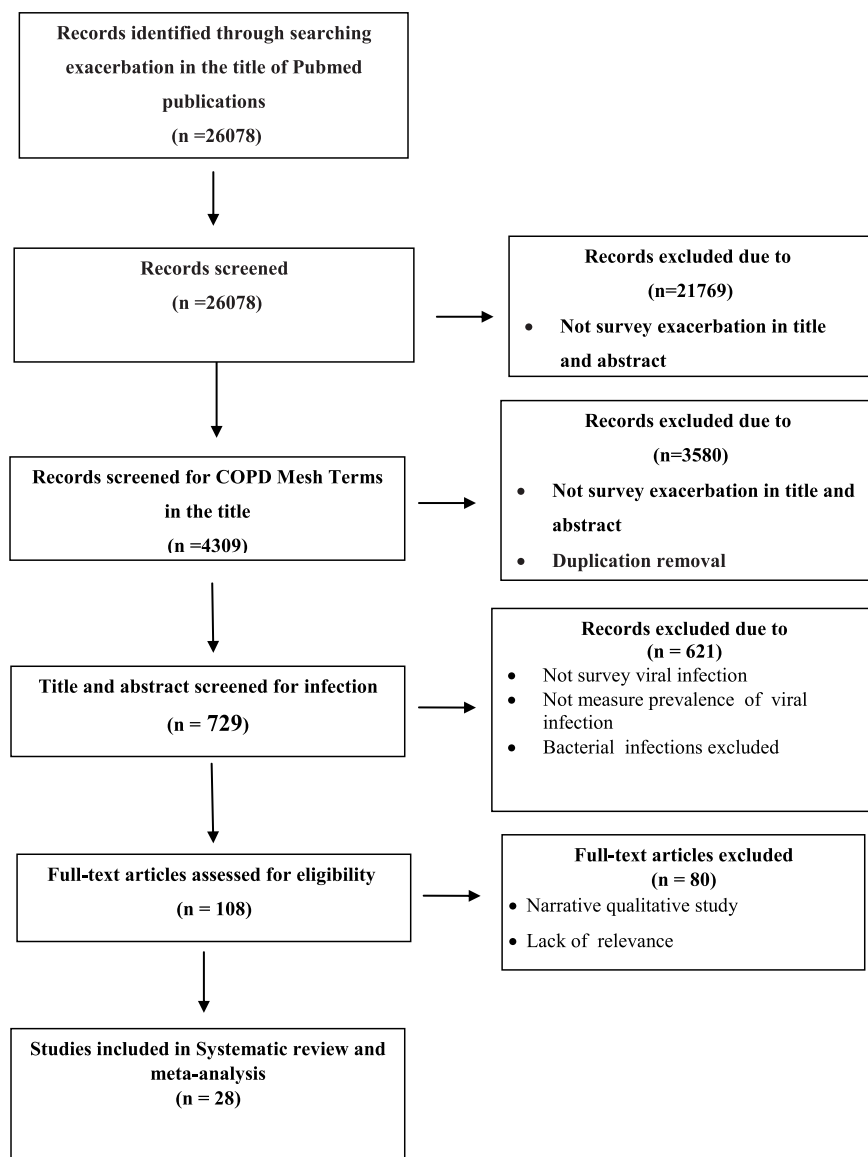 Records identified through searching
exacerbation in the title of Pubmed
publications
(n =26078)
Records screened
(n =26078)
Records excluded due to
(n=21769)
• Not survey exacerbation in title
and abstract
Records screened for COPD Mesh Terms
in the title
(n =4309)
Records excluded due to
(n=3580)
• Not survey exacerbation in title and
abstract
• Duplication removal
Title and abstract screened for infection
(n = 729)
Records excluded due to
(n = 621)
• Not survey viral infection
• Not measure prevalence of viral
infection
• Bacterial infections excluded
Full-text articles assessed for eligibility
(n = 108)
Full-text articles excluded
(n = 80)
• Narrative qualitative study
• Lack of relevance
Studies included in Systematic review and
meta-analysis
(n = 28)